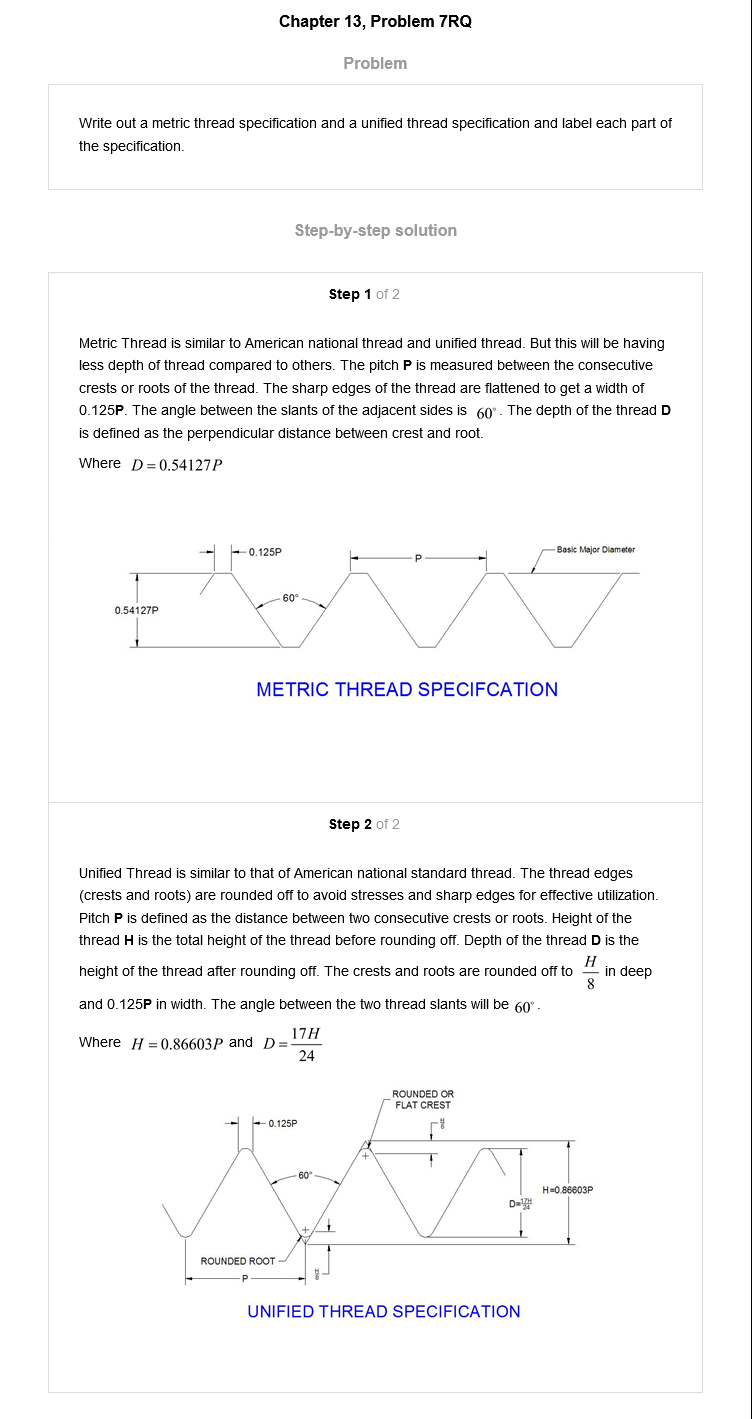 Chapter 13, Problem 7RQ
Problem
Write out a metric thread specification and a unified thread specification and label each part of
the specification.
Step-by-step solution
Step 1 of 2
Metric Thread is similar to American national thread and unified thread. But this will be having
less depth of thread compared to others. The pitch P is measured between the consecutive
crests or roots of the thread. The sharp edges of the thread are flattened to get a width of
0.125P. The angle between the slants of the adjacent sides is 60°. The depth of the thread D
is defined as the perpendicular distance between crest and root.
Where D = 0.54127P
0.125P
P
Basic Major Diameter
60°
0.54127P
METRIC THREAD SPECIFCATION
Step 2 of 2
Unified Thread is similar to that of American national standard thread. The thread edges
(crests and roots) are rounded off to avoid stresses and sharp edges for effective utilization.
Pitch P is defined as the distance between two consecutive crests or roots. Height of the
thread H is the total height of the thread before rounding off. Depth of the thread D is the
height of the thread after rounding off. The crests and roots are rounded off to H/8 in deep
and 0.125P in width. The angle between the two thread slants will be 60°.
Where H = 0.86603P and D = 17H/24
ROUNDED OR
FLAT CREST
0.125P
H/8
60°
H=0.86603P
D=17H/24
ROUNDED ROOT
P
H/8
UNIFIED THREAD SPECIFICATION